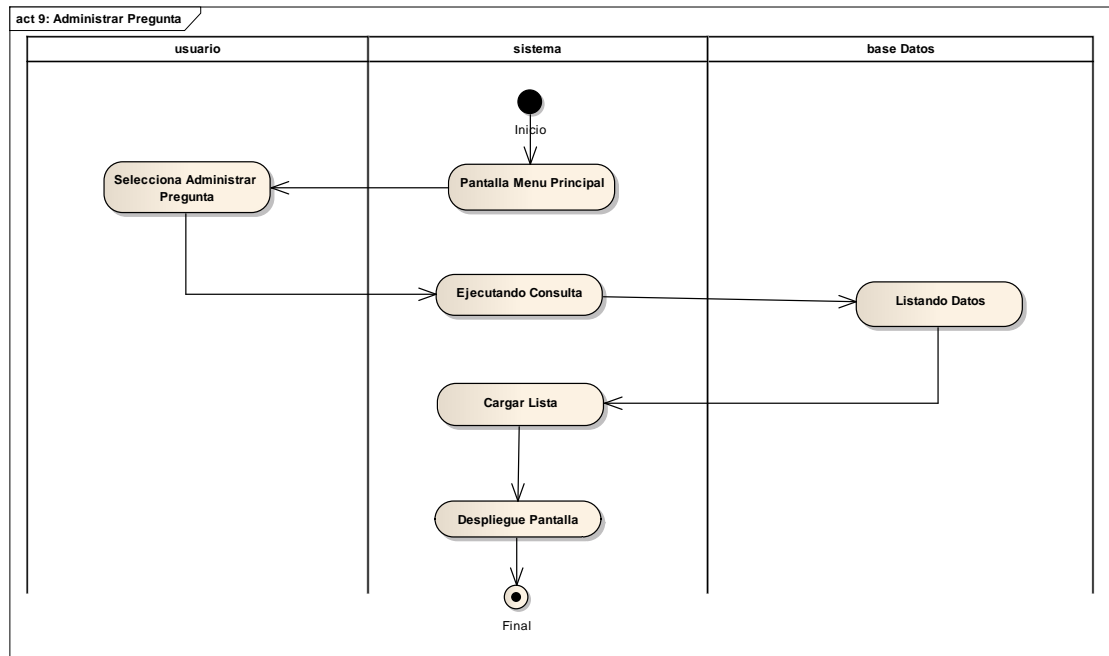 act 9: Administrar Pregunta
usuario
sistema
base Datos
Inicio
Selecciona Administrar
Pregunta
Pantalla Menu Principal
Ejecutando Consulta
Listando Datos
Cargar Lista
Despliegue Pantalla
Final